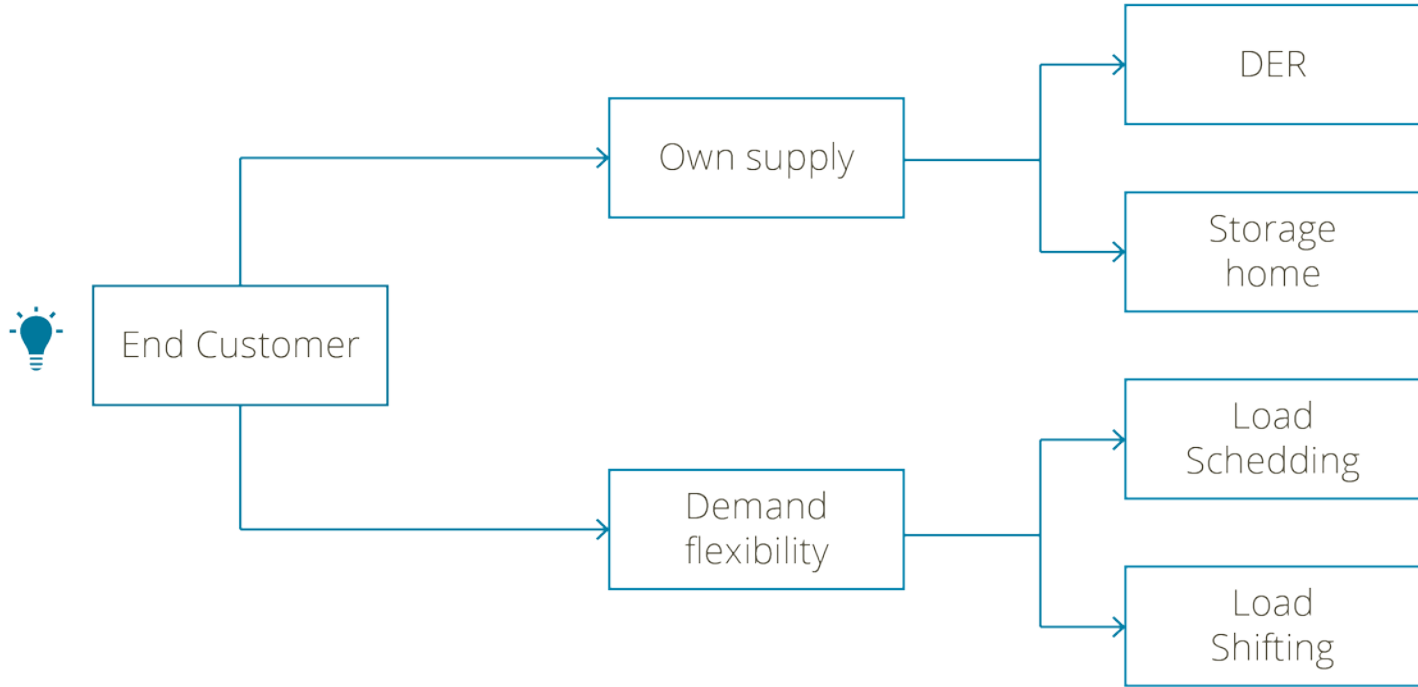 DER
Own supply
Storage
home
End Customer
Load
Schedding
Demand
flexibility
Load
Shifting